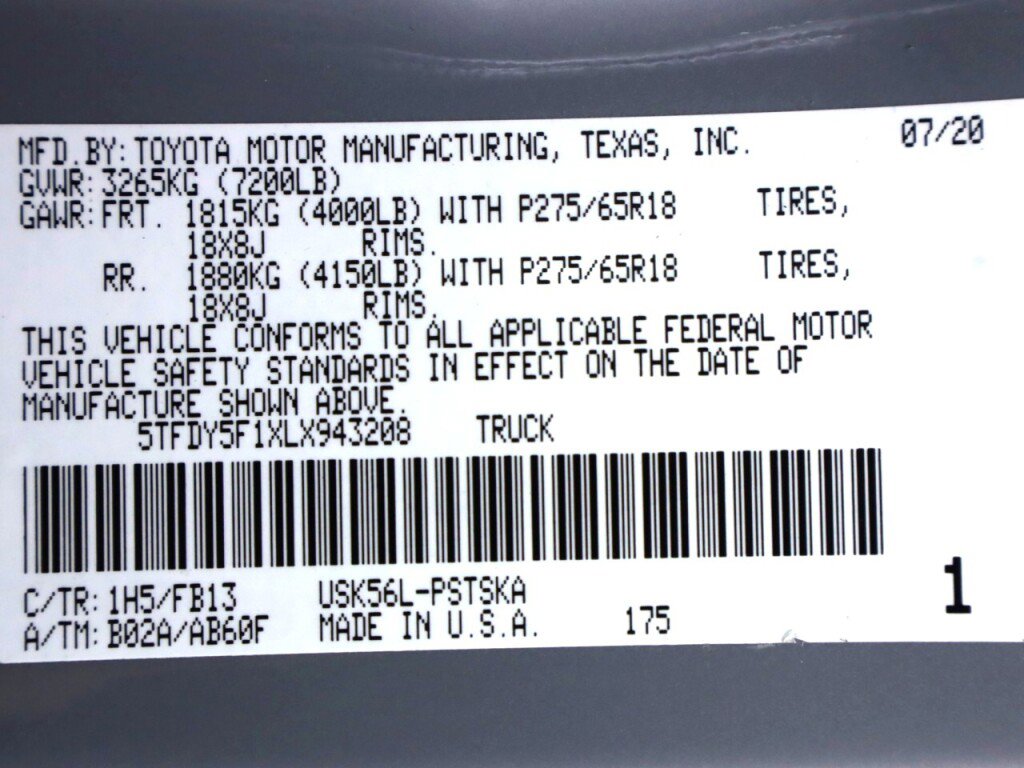 MFD.BY: TOYOTA MOTOR MANUFACTURING, TEXAS, INC. 07/20
GVWR: 3265KG (7200LB)
GAWR: FRT. 1815KG (4000LB) WITH P275/65R18 TIRES,
18X8J RIMS.
RR. 1880KG (4150LB) WITH P275/65R18 TIRES,
18X8J RIMS.
THIS VEHICLE CONFORMS TO ALL APPLICABLE FEDERAL MOTOR
VEHICLE SAFETY STANDARDS IN EFFECT ON THE DATE OF
MANUFACTURE SHOWN ABOVE.
5TFDY5F1XLX943208 TRUCK
C/TR: 1H5/FB13 USK56L-PSTSKA 1
A/TM: B02A/AB60F MADE IN U.S.A. 175